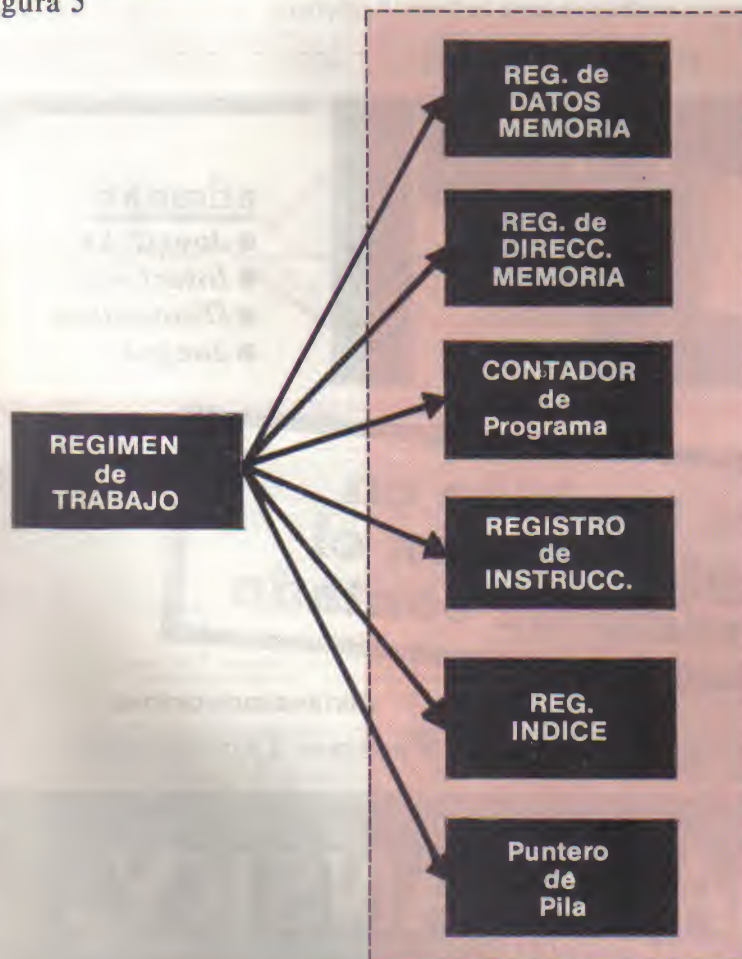 gura 5
REG. de
DATOS
MEMORIA
REG. de
DIRECC.
MEMORIA
CONTADOR
de
Programa
REGIMEN
de
TRABAJO
REGISTRO
de
INSTRUCC.
REG.
INDICE
Puntero
de
Pila